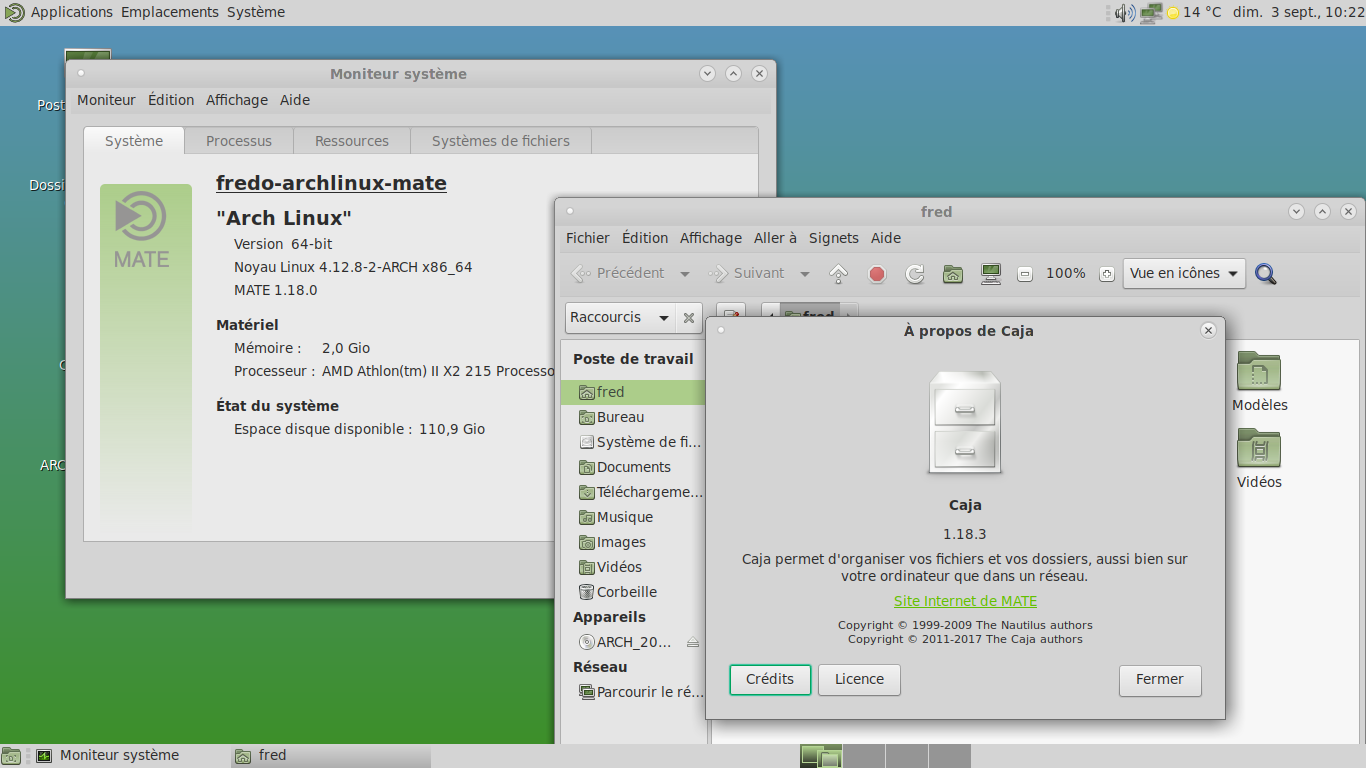 Applications Emplacements Système
14 °C dim. 3 sept., 10:22
Post
Dossi
ARC
Moniteur système
Moniteur Édition Affichage Aide
Système Processus Ressources Systèmes de fichiers
MATE
fredo-archlinux-mate
"Arch Linux"
Version 64-bit
Noyau Linux 4.12.8-2-ARCH x86_64
MATE 1.18.0
Matériel
Mémoire : 2,0 Gio
Processeur : AMD Athlon(tm) II X2 215 Processo
État du système
Espace disque disponible : 110,9 Gio
fred
Fichier Édition Affichage Aller à Signets Aide
Précédent Suivant 100% Vue en icônes
Raccourcis fred
Poste de travail
fred
Bureau
Système de fi...
Documents
Téléchargeme...
Musique
Images
Vidéos
Corbeille
Appareils
ARCH_20...
Réseau
Parcourir le ré...
Modèles
Vidéos
À propos de Caja
Caja
1.18.3
Caja permet d'organiser vos fichiers et vos dossiers, aussi bien sur
votre ordinateur que dans un réseau.
Site Internet de MATE
Copyright © 1999-2009 The Nautilus authors
Copyright © 2011-2017 The Caja authors
Crédits Licence Fermer
Moniteur système fred